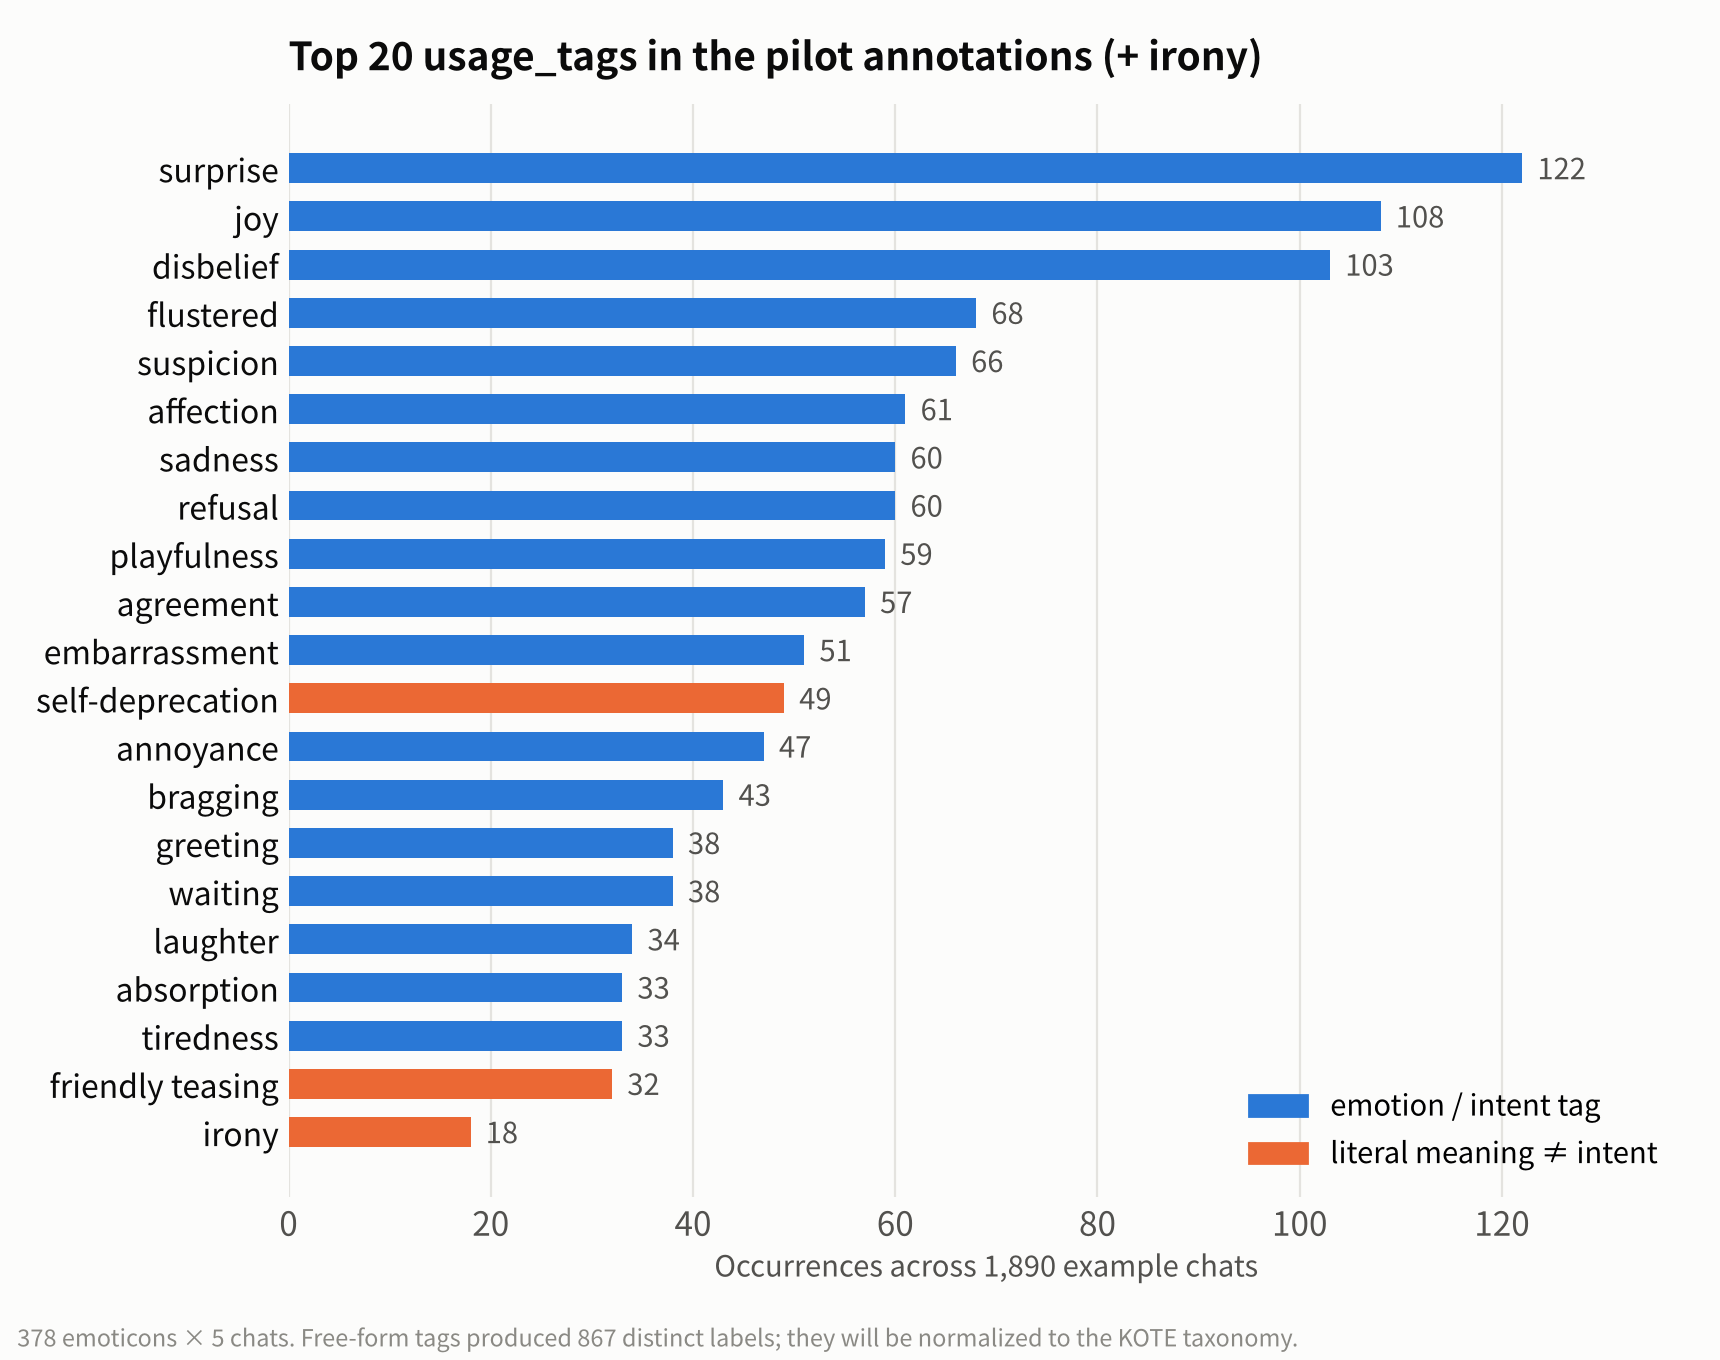 Top 20 usage_tags in the pilot annotations (+ irony)
surprise 122
joy 108
disbelief 103
flustered 68
suspicion 66
affection 61
sadness 60
refusal 60
playfulness 59
agreement 57
embarrassment 51
self-deprecation 49
annoyance 47
bragging 43
greeting 38
waiting 38
laughter 34
absorption 33
tiredness 33
friendly teasing 32
irony 18
emotion / intent tag
literal meaning ≠ intent
0 20 40 60 80 100 120
Occurrences across 1,890 example chats
378 emoticons × 5 chats. Free-form tags produced 867 distinct labels; they will be normalized to the KOTE taxonomy.